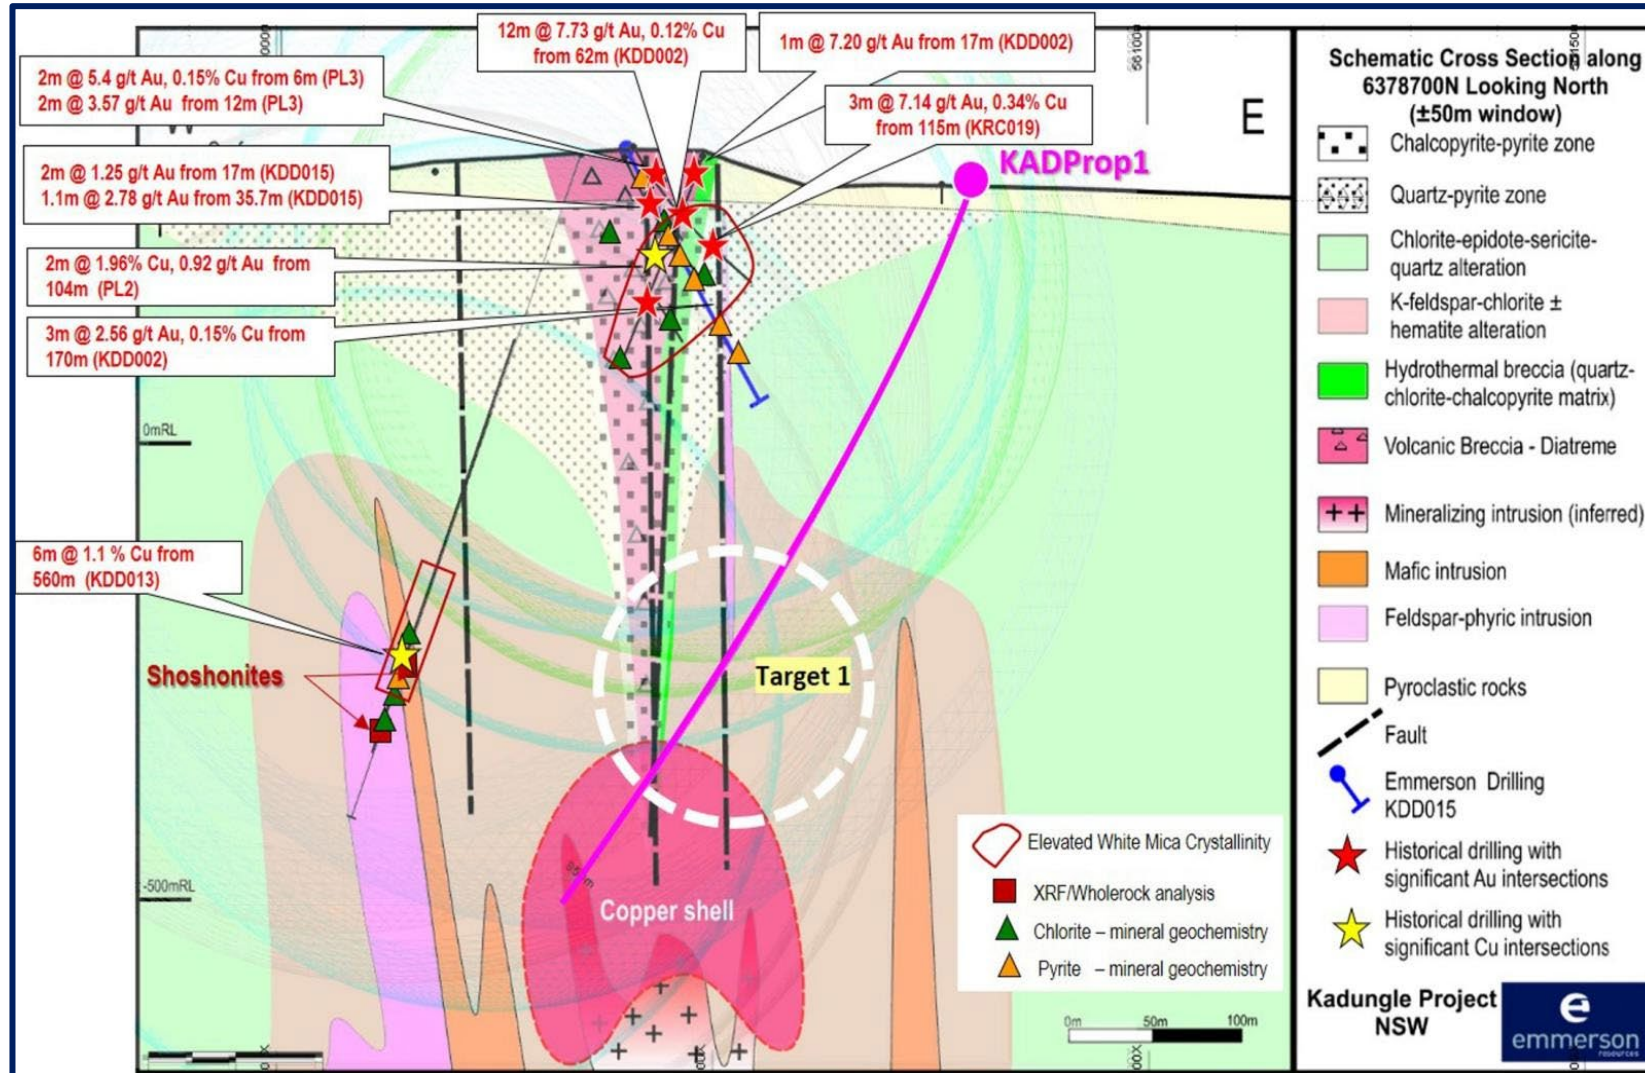 12m @ 7.73 g/t Au, 0.12% Cu
from 62m (KDD002)
1m @ 7.20 g/t Au from 17m (KDD002)
2m @ 5.4 g/t Au, 0.15% Cu from 6m (PL3)
2m @ 3.57 g/t Au from 12m (PL3)
3m @ 7.14 g/t Au, 0.34% Cu
from 115m (KRC019)
E
KADProp1
2m @ 1.25 g/t Au from 17m (KDD015)
1.1m @ 2.78 g/t Au from 35.7m (KDD015)
2m @ 1.96% Cu, 0.92 g/t Au from
104m (PL2)
3m @ 2.56 g/t Au, 0.15% Cu from
170m (KDD002)
0mRL
6m @ 1.1 % Cu from
560m (KDD013)
Shoshonites
Target 1
-500mRL
Copper shell
Elevated White Mica Crystallinity
XRF/Wholerock analysis
Chlorite – mineral geochemistry
Pyrite – mineral geochemistry
0m 50m 100m
Schematic Cross Section along
6378700N Looking North
(±50m window)
Chalcopyrite-pyrite zone
Quartz-pyrite zone
Chlorite-epidote-sericite-
quartz alteration
K-feldspar-chlorite ±
hematite alteration
Hydrothermal breccia (quartz-
chlorite-chalcopyrite matrix)
Volcanic Breccia - Diatreme
Mineralizing intrusion (inferred)
Mafic intrusion
Feldspar-phyric intrusion
Pyroclastic rocks
Fault
Emmerson Drilling
KDD015
Historical drilling with
significant Au intersections
Historical drilling with
significant Cu intersections
Kadungle Project
NSW
e
emmerson
resources